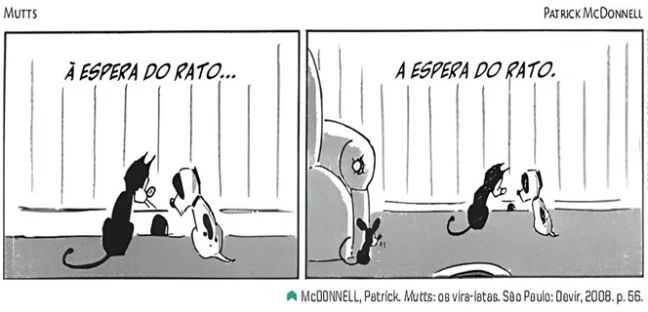 MUTTS
PATRICK MCDONNELL
À ESPERA DO RATO...
A ESPERA DO RATO.
McDONNELL, Patrick. Mutts: os vira-latas. São Paulo: Devir, 2008. p. 56.